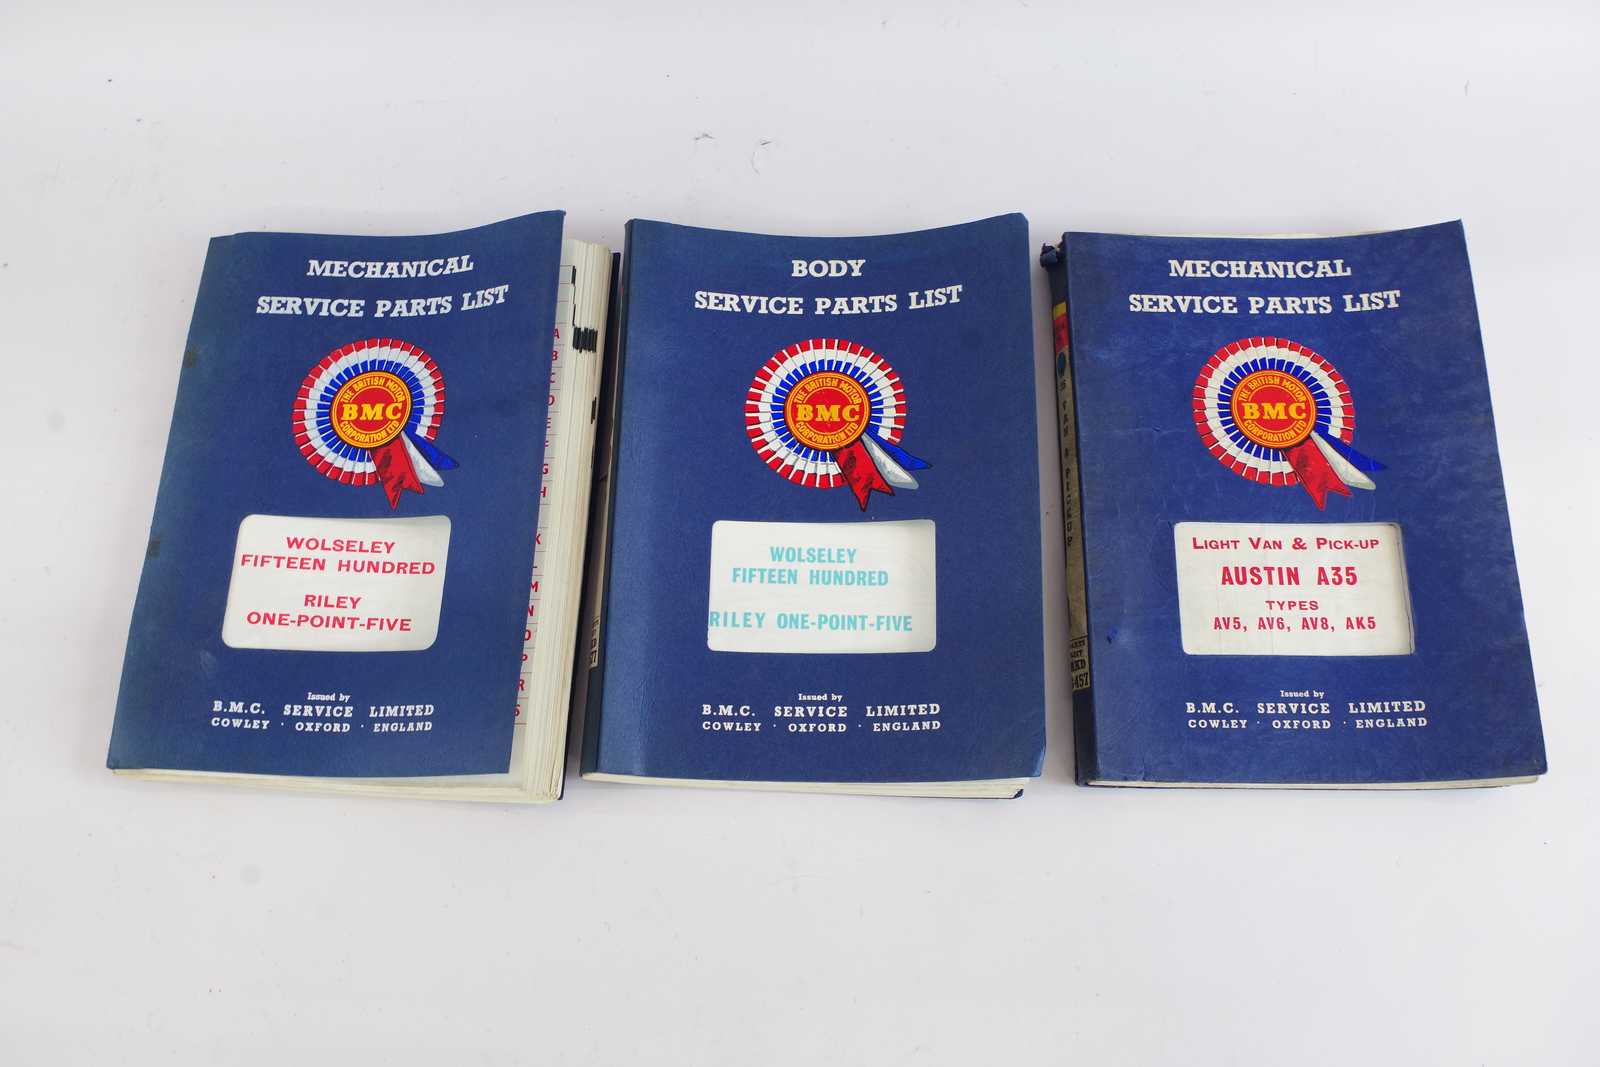 MECHANICAL
SERVICE PARTS LIST
THE BRITISH MOTOR
BMC
CORPORATION LTD
WOLSELEY
FIFTEEN HUNDRED
RILEY
ONE-POINT-FIVE
Issued by
B.M.C. SERVICE LIMITED
COWLEY · OXFORD · ENGLAND
A
B
C
D
E
F
G
H
K
L
M
N
O
P
R
S
BODY
SERVICE PARTS LIST
THE BRITISH MOTOR
BMC
CORPORATION LTD
WOLSELEY
FIFTEEN HUNDRED
RILEY ONE-POINT-FIVE
Issued by
B.M.C. SERVICE LIMITED
COWLEY · OXFORD · ENGLAND
VAN & PICKUP
MECHANICAL
SERVICE PARTS LIST
THE BRITISH MOTOR
BMC
CORPORATION LTD
LIGHT VAN & PICK-UP
AUSTIN A35
TYPES
AV5, AV6, AV8, AK5
Issued by
B.M.C. SERVICE LIMITED
COWLEY · OXFORD · ENGLAND